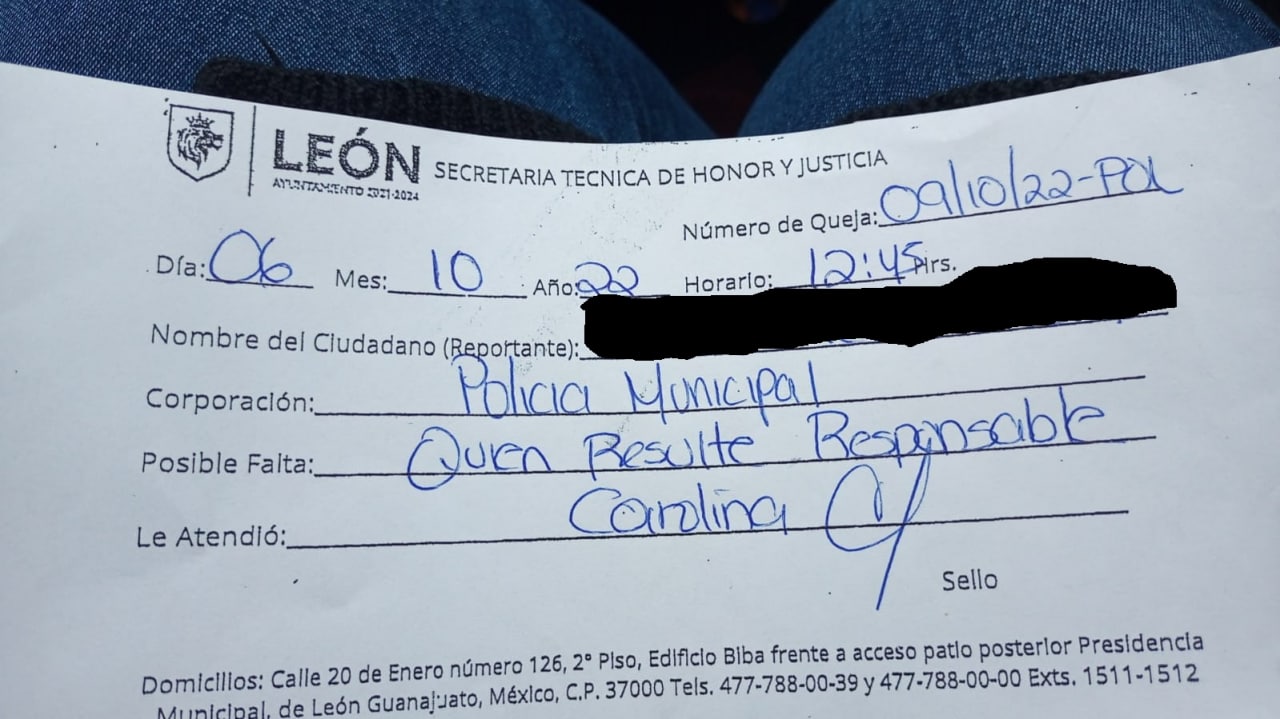 LEÓN
AYUNTAMIENTO 2021-2024
SECRETARIA TECNICA DE HONOR Y JUSTICIA
Número de Queja: 09/10/22-POL
Día: 06 Mes: 10 Año: 22 Horario: 12:45 Hrs.
Nombre del Ciudadano (Reportante):
Corporación: Policia Municipal
Posible Falta: Quien Resulte Responsable
Le Atendió: Carolina
Sello
Domicilios: Calle 20 de Enero número 126, 2° Piso, Edificio Biba frente a acceso patio posterior Presidencia
Municipal, de León Guanajuato, México, C.P. 37000 Tels. 477-788-00-39 y 477-788-00-00 Exts. 1511-1512